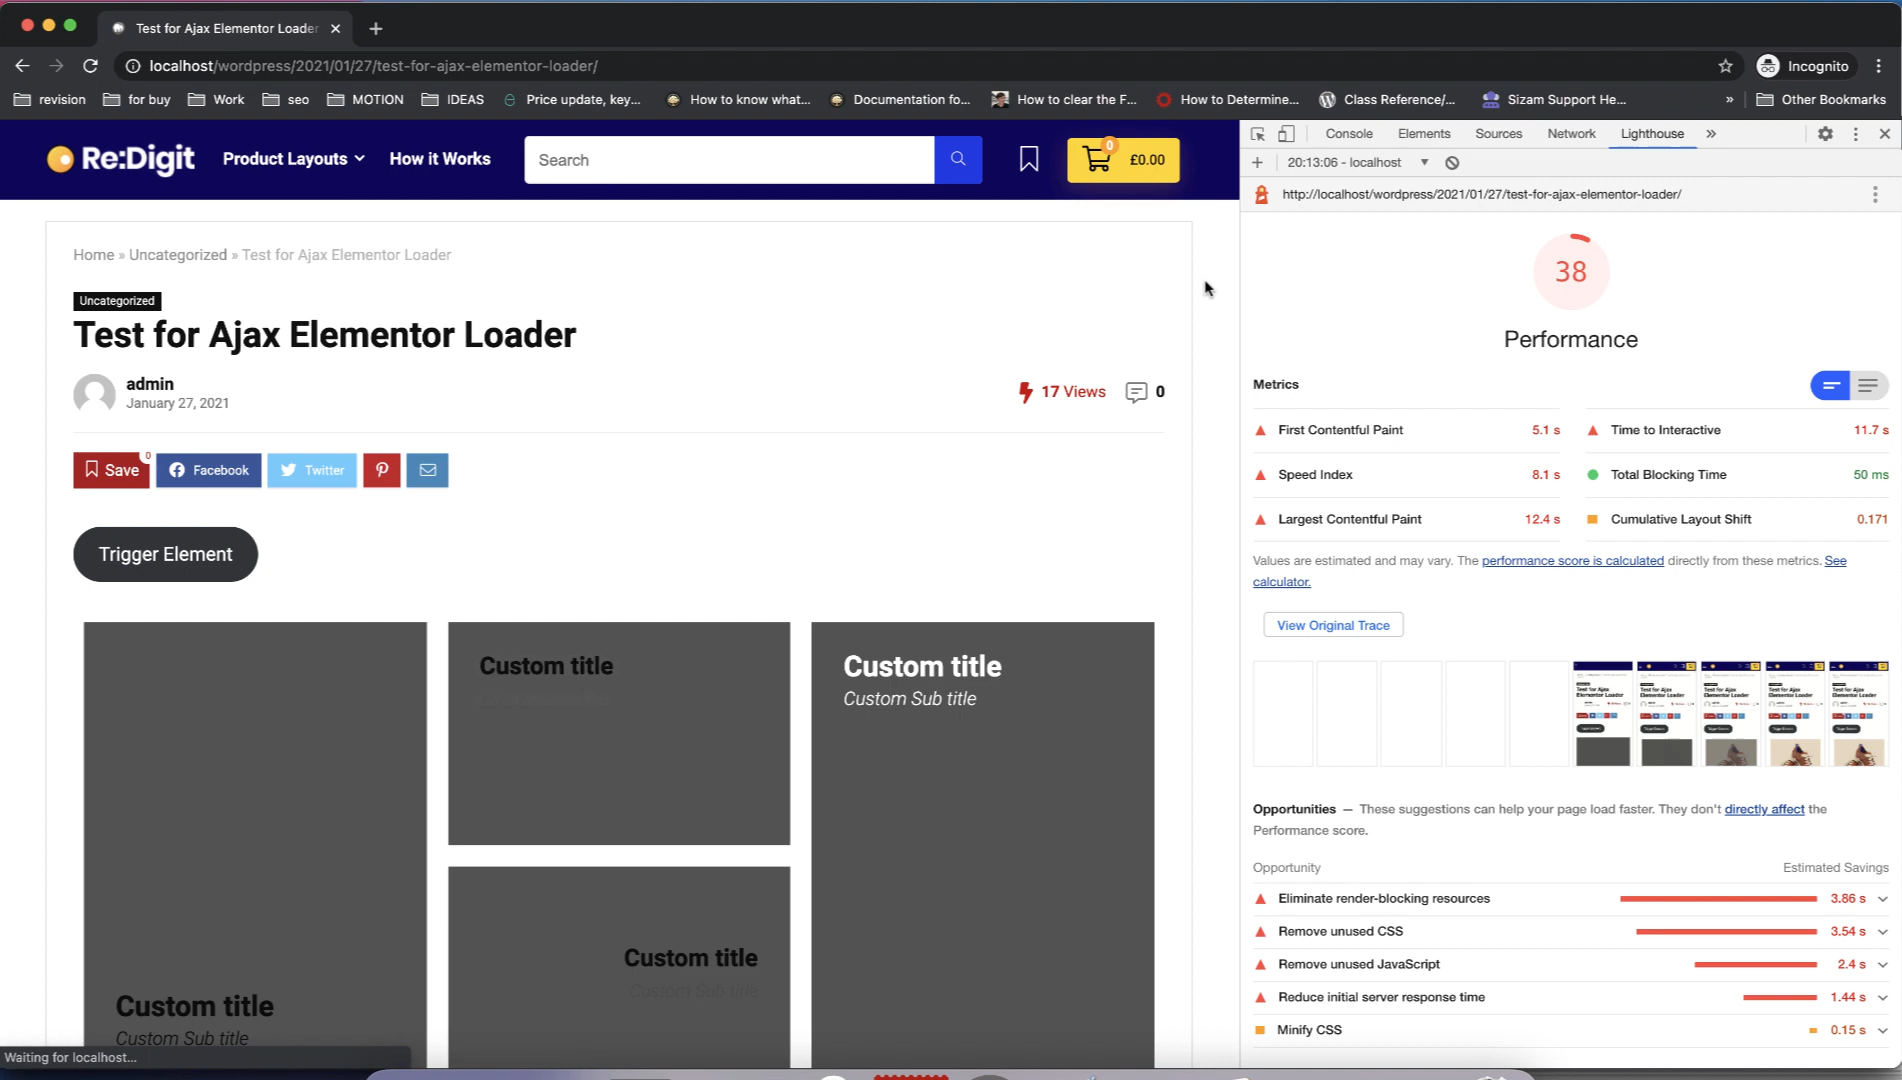 Test for Ajax Elementor Loader
localhost/wordpress/2021/01/27/test-for-ajax-elementor-loader/
Incognito
revision
for buy
Work
seo
MOTION
IDEAS
Price update, key...
How to know what...
Documentation fo...
How to clear the F...
How to Determine...
Class Reference/...
Sizam Support He...
»
Other Bookmarks
Re:Digit
Product Layouts
How it Works
Search
0
£0.00
Home » Uncategorized » Test for Ajax Elementor Loader
Uncategorized
Test for Ajax Elementor Loader
admin
January 27, 2021
17 Views
0
Save
0
Facebook
Twitter
Trigger Element
Custom title
Custom title
Custom Sub title
Custom title
Custom Sub title
Custom title
Custom Sub title
Waiting for localhost...
Console
Elements
Sources
Network
Lighthouse
»
20:13:06 - localhost
http://localhost/wordpress/2021/01/27/test-for-ajax-elementor-loader/
38
Performance
Metrics
First Contentful Paint 5.1 s
Time to Interactive 11.7 s
Speed Index 8.1 s
Total Blocking Time 50 ms
Largest Contentful Paint 12.4 s
Cumulative Layout Shift 0.171
Values are estimated and may vary. The performance score is calculated directly from these metrics. See
calculator.
View Original Trace
Opportunities — These suggestions can help your page load faster. They don't directly affect the
Performance score.
Opportunity Estimated Savings
Eliminate render-blocking resources 3.86 s
Remove unused CSS 3.54 s
Remove unused JavaScript 2.4 s
Reduce initial server response time 1.44 s
Minify CSS 0.15 s